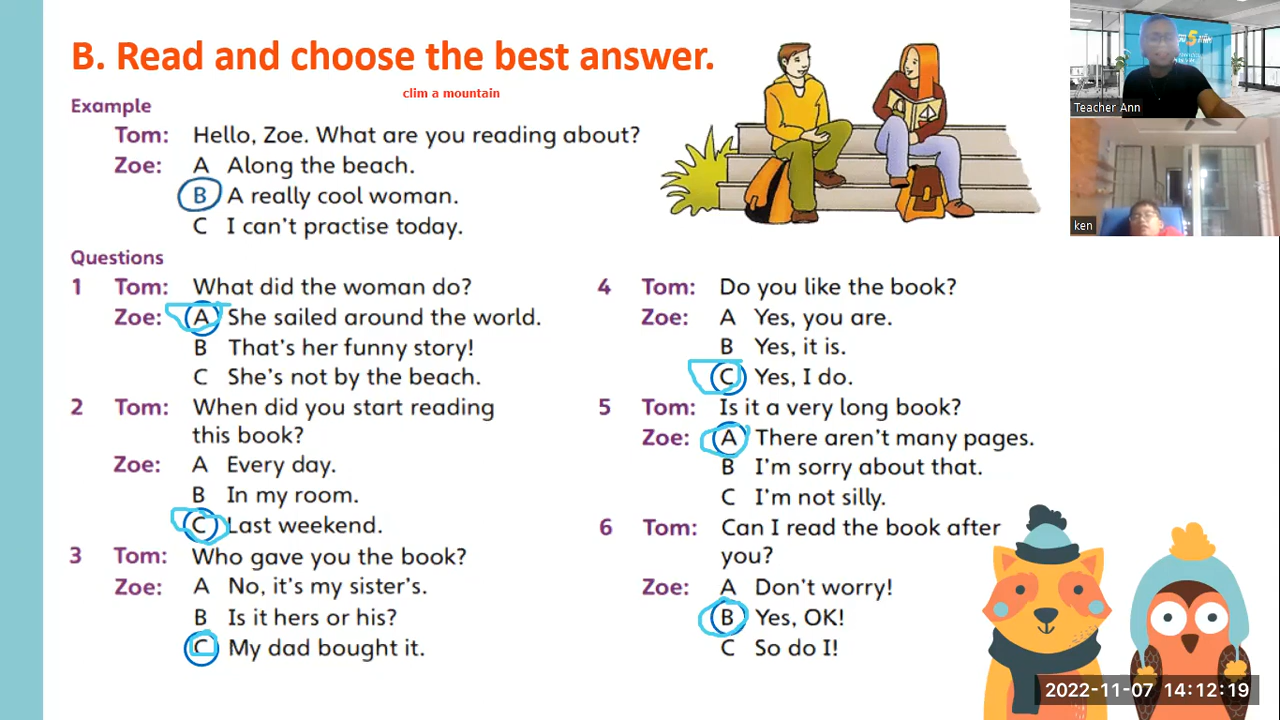 B. Read and choose the best answer.
clim a mountain
Example
Tom: Hello, Zoe. What are you reading about?
Zoe: A Along the beach.
B A really cool woman.
C I can't practise today.
Questions
1 Tom: What did the woman do?
Zoe: A She sailed around the world.
B That's her funny story!
C She's not by the beach.
2 Tom: When did you start reading
this book?
Zoe: A Every day.
B In my room.
C Last weekend.
3 Tom: Who gave you the book?
Zoe: A No, it's my sister's.
B Is it hers or his?
C My dad bought it.
4 Tom: Do you like the book?
Zoe: A Yes, you are.
B Yes, it is.
C Yes, I do.
5 Tom: Is it a very long book?
Zoe: A There aren't many pages.
B I'm sorry about that.
C I'm not silly.
6 Tom: Can I read the book after
you?
Zoe: A Don't worry!
B Yes, OK!
C So do I!
Teacher Ann
ken
2022-11-07 14:12:19